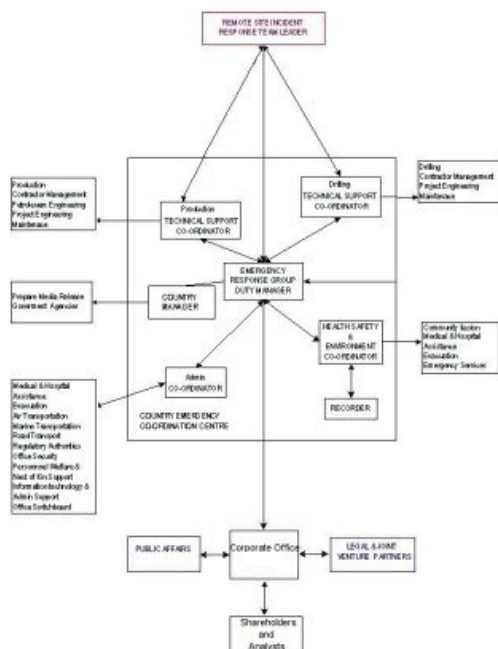 REMOTE SITE INCIDENT
RESPONSE TEAM LEADER
Production
Contractor Management
Petroleum Engineering
Project Engineering
Maintenase
Production
TECHNICAL SUPPORT
CO-ORDINATOR
Drilling
TECHNICAL SUPPORT
CO-ORDINATOR
Drilling
Contractor Management
Project Engineering
Maintenase
EMERGENCY
RESPONSE GROUP
DUTY MANAGER
Prepare Media Release
Goverment Agencies
COUNTRY
MANAGER
HEALTH SAFETY
&
ENVIRONMENT
CO-ORDINATOR
Community liasion
Medical & Hospital
Assistance
Evacuation
Emergency Services
Admin
CO-ORDINATOR
RECORDER
COUNTRY EMERGENCY
CO-ORDINATION CENTRE
Medical & Hospital
Assistance
Evacuation
Air Transportation
Marine Transportation
Road Transport
Regulatory Authorities
Office Security
Personnel Welfare &
Next of Kin Support
Information technology &
Admin Support
Office Switchboard
PUBLIC AFFAIRS
Corporate Office
LEGAL & JOINT
VENTURE PARTNERS
Shareholders
and
Analysts